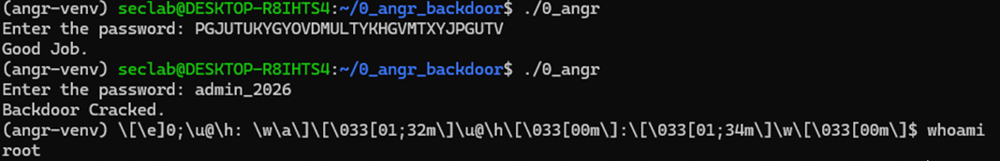 (angr-venv) seclab@DESKTOP-R8IHTS4:~/0_angr_backdoor$ ./0_angr
Enter the password: PGJUTUKYGYOVDMULTYKHGVMTXYJPGUTV
Good Job.
(angr-venv) seclab@DESKTOP-R8IHTS4:~/0_angr_backdoor$ ./0_angr
Enter the password: admin_2026
Backdoor Cracked.
(angr-venv) \[\e]0;\u@\h: \w\a\]\[\033[01;32m\]\u@\h\[\033[00m\]:\[\033[01;34m\]\w\[\033[00m\]$ whoami
root